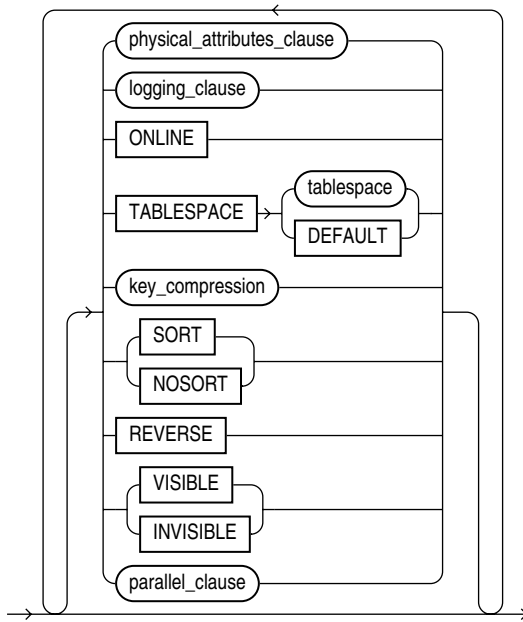 physical_attributes_clause
logging_clause
ONLINE
TABLESPACE
tablespace
DEFAULT
key_compression
SORT
NOSORT
REVERSE
VISIBLE
INVISIBLE
parallel_clause